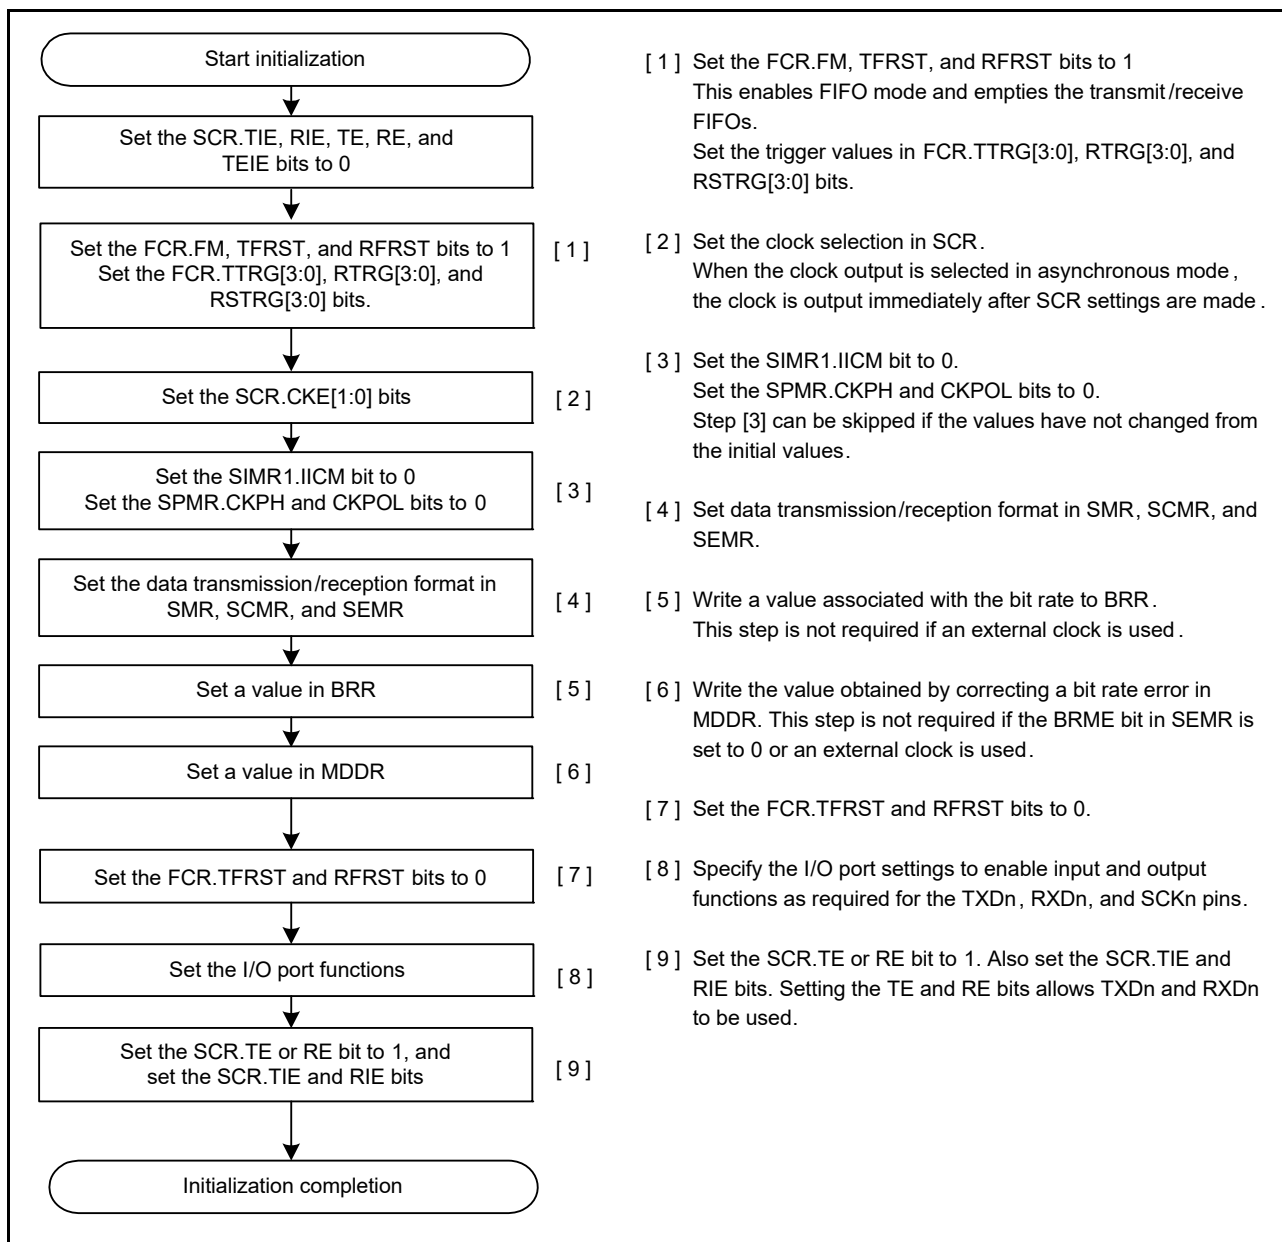 Start initialization
Set the SCR.TIE, RIE, TE, RE, and
TEIE bits to 0
Set the FCR.FM, TFRST, and RFRST bits to 1
Set the FCR.TTRG[3:0], RTRG[3:0], and
RSTRG[3:0] bits.
[ 1 ]
Set the SCR.CKE[1:0] bits
[ 2 ]
Set the SIMR1.IICM bit to 0
Set the SPMR.CKPH and CKPOL bits to 0
[ 3 ]
Set the data transmission/reception format in
SMR, SCMR, and SEMR
[ 4 ]
Set a value in BRR
[ 5 ]
Set a value in MDDR
[ 6 ]
Set the FCR.TFRST and RFRST bits to 0
[ 7 ]
Set the I/O port functions
[ 8 ]
Set the SCR.TE or RE bit to 1, and
set the SCR.TIE and RIE bits
[ 9 ]
Initialization completion
[ 1 ] Set the FCR.FM, TFRST, and RFRST bits to 1
This enables FIFO mode and empties the transmit/receive
FIFOs.
Set the trigger values in FCR.TTRG[3:0], RTRG[3:0], and
RSTRG[3:0] bits.
[ 2 ] Set the clock selection in SCR.
When the clock output is selected in asynchronous mode,
the clock is output immediately after SCR settings are made.
[ 3 ] Set the SIMR1.IICM bit to 0.
Set the SPMR.CKPH and CKPOL bits to 0.
Step [3] can be skipped if the values have not changed from
the initial values.
[ 4 ] Set data transmission/reception format in SMR, SCMR, and
SEMR.
[ 5 ] Write a value associated with the bit rate to BRR.
This step is not required if an external clock is used.
[ 6 ] Write the value obtained by correcting a bit rate error in
MDDR. This step is not required if the BRME bit in SEMR is
set to 0 or an external clock is used.
[ 7 ] Set the FCR.TFRST and RFRST bits to 0.
[ 8 ] Specify the I/O port settings to enable input and output
functions as required for the TXDn, RXDn, and SCKn pins.
[ 9 ] Set the SCR.TE or RE bit to 1. Also set the SCR.TIE and
RIE bits. Setting the TE and RE bits allows TXDn and RXDn
to be used.